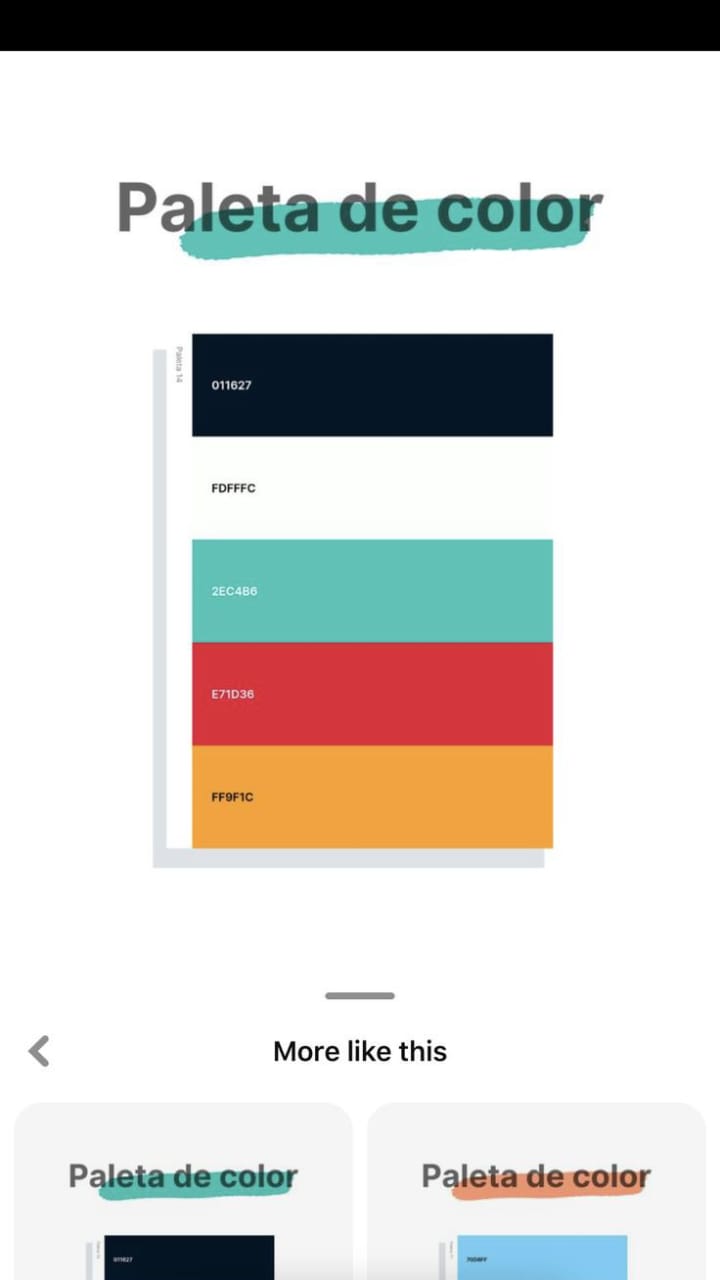 Paleta de color
Paleta 14
011627
FDFFFC
2EC4B6
E71D36
FF9F1C
More like this
Paleta de color
Paleta de color
011627